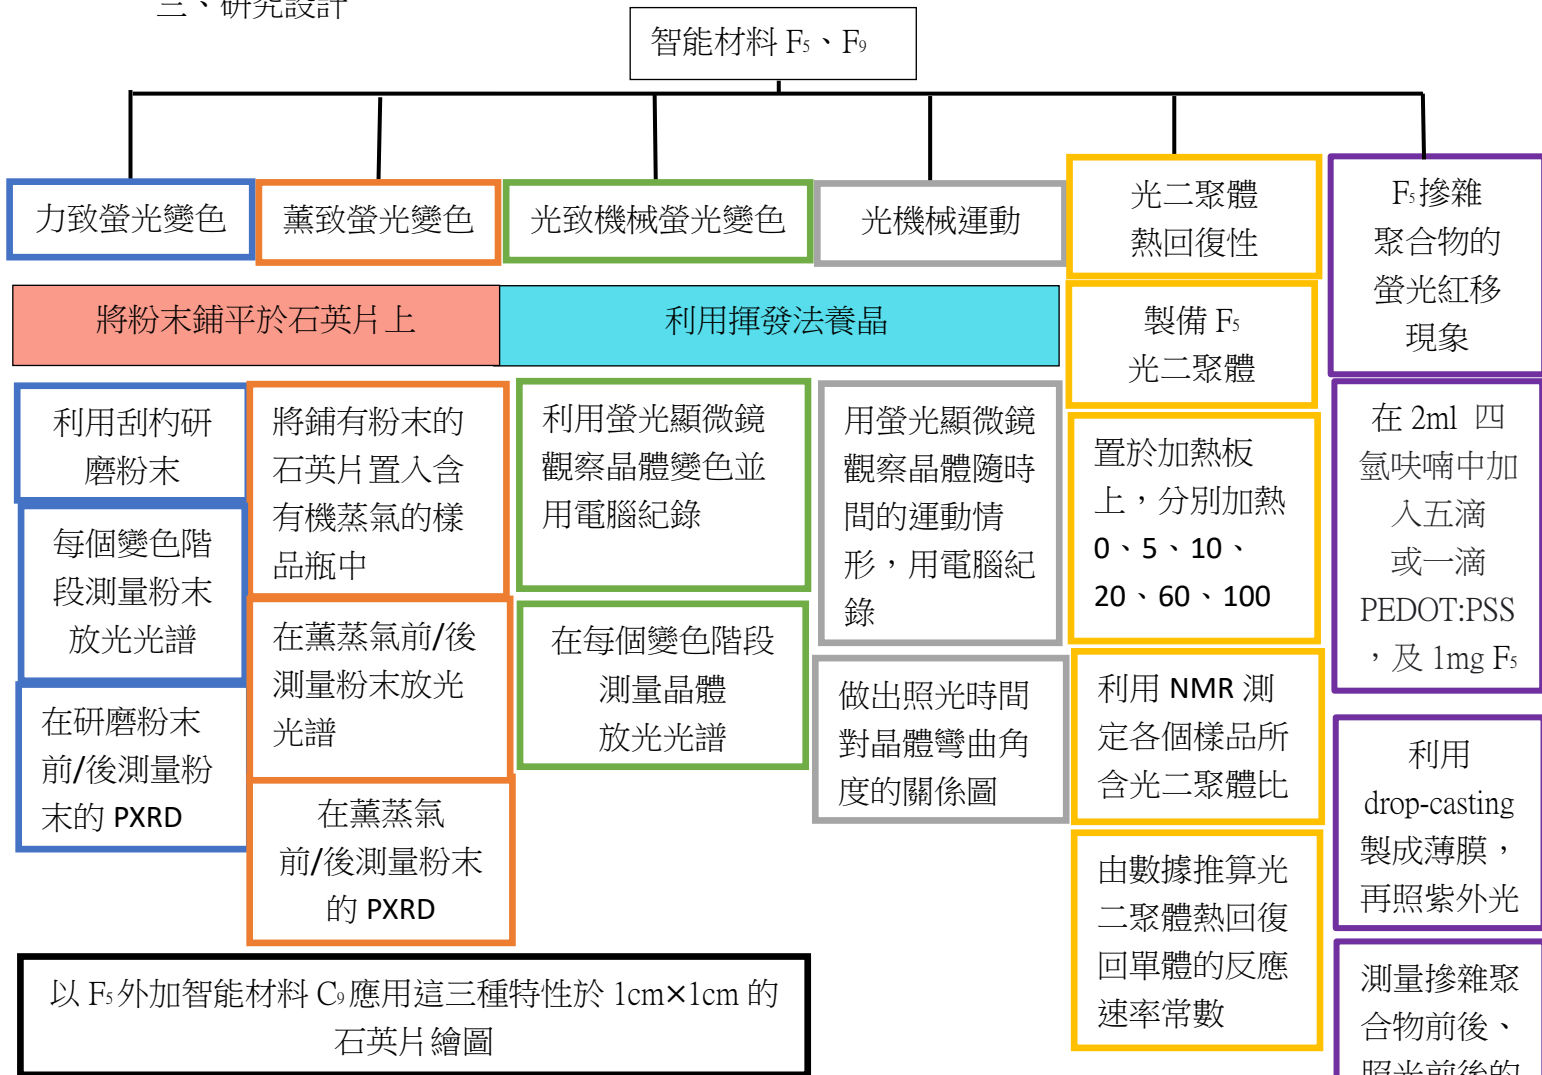 三、研究設計
智能材料 F₅、F₉
力致螢光變色
薰致螢光變色
光致機械螢光變色
光機械運動
光二聚體
熱回復性
F₅摻雜
聚合物的
螢光紅移
現象
將粉末鋪平於石英片上
利用揮發法養晶
製備 F₅
光二聚體
利用刮杓研
磨粉末
每個變色階
段測量粉末
放光光譜
在研磨粉末
前/後測量粉
末的 PXRD
將鋪有粉末的
石英片置入含
有機蒸氣的樣
品瓶中
在薰蒸氣前/後
測量粉末放光
光譜
在薰蒸氣
前/後測量粉末
的 PXRD
利用螢光顯微鏡
觀察晶體變色並
用電腦紀錄
在每個變色階段
測量晶體
放光光譜
用螢光顯微鏡
觀察晶體隨時
間的運動情
形，用電腦紀
錄
做出照光時間
對晶體彎曲角
度的關係圖
置於加熱板
上，分別加熱
0、5、10、
20、60、100
利用 NMR 測
定各個樣品所
含光二聚體比
由數據推算光
二聚體熱回復
回單體的反應
速率常數
在 2ml 四
氫呋喃中加
入五滴
或一滴
PEDOT:PSS
，及 1mg F₅
利用
drop-casting
製成薄膜，
再照紫外光
測量摻雜聚
合物前後、
照光前後的
以 F₅外加智能材料 C₉應用這三種特性於 1cm×1cm 的
石英片繪圖